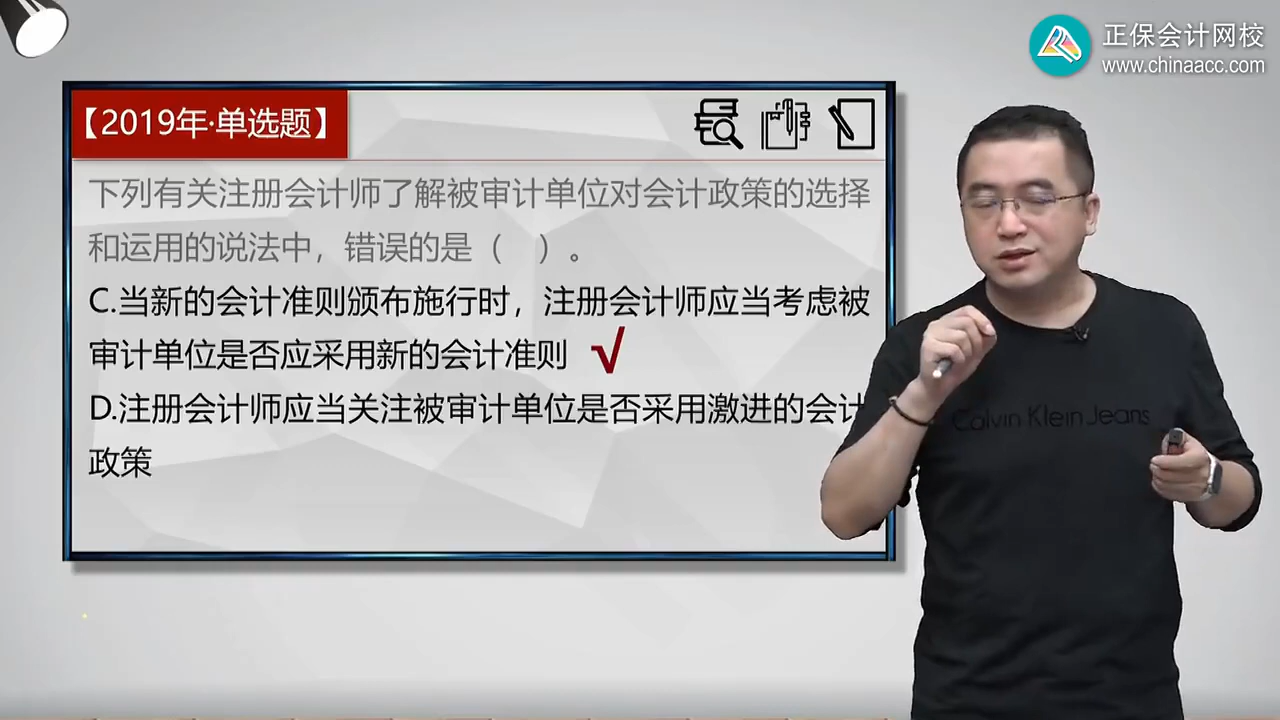 正保会计网校
www.chinaacc.com
【2019年·单选题】
下列有关注册会计师了解被审计单位对会计政策的选择
和运用的说法中，错误的是（　）。
C.当新的会计准则颁布施行时，注册会计师应当考虑被
审计单位是否应采用新的会计准则 √
D.注册会计师应当关注被审计单位是否采用激进的会计
政策
Calvin Klein Jeans